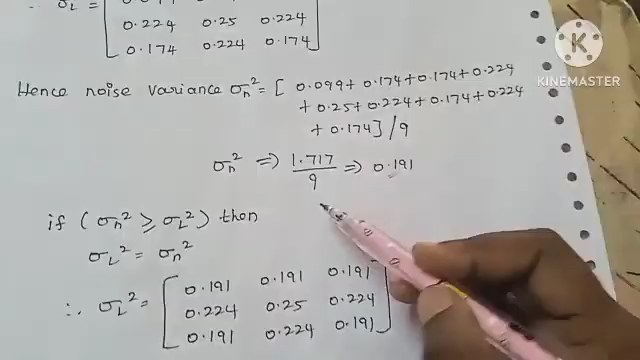 ∴ σL² =
0.224 0.25 0.224
0.174 0.224 0.174
Hence noise variance σn² = [ 0.099 + 0.174 + 0.174 + 0.224
+ 0.25 + 0.224 + 0.174 + 0.224
+ 0.174 ] / 9
σn² ⇒ 1.717 / 9 ⇒ 0.191
if (σn² ≥ σL²) then
σL² = σn²
∴ σL² = [ 0.191 0.191 0.191
0.224 0.25 0.224
0.191 0.224 0.191 ]
KINEMASTER